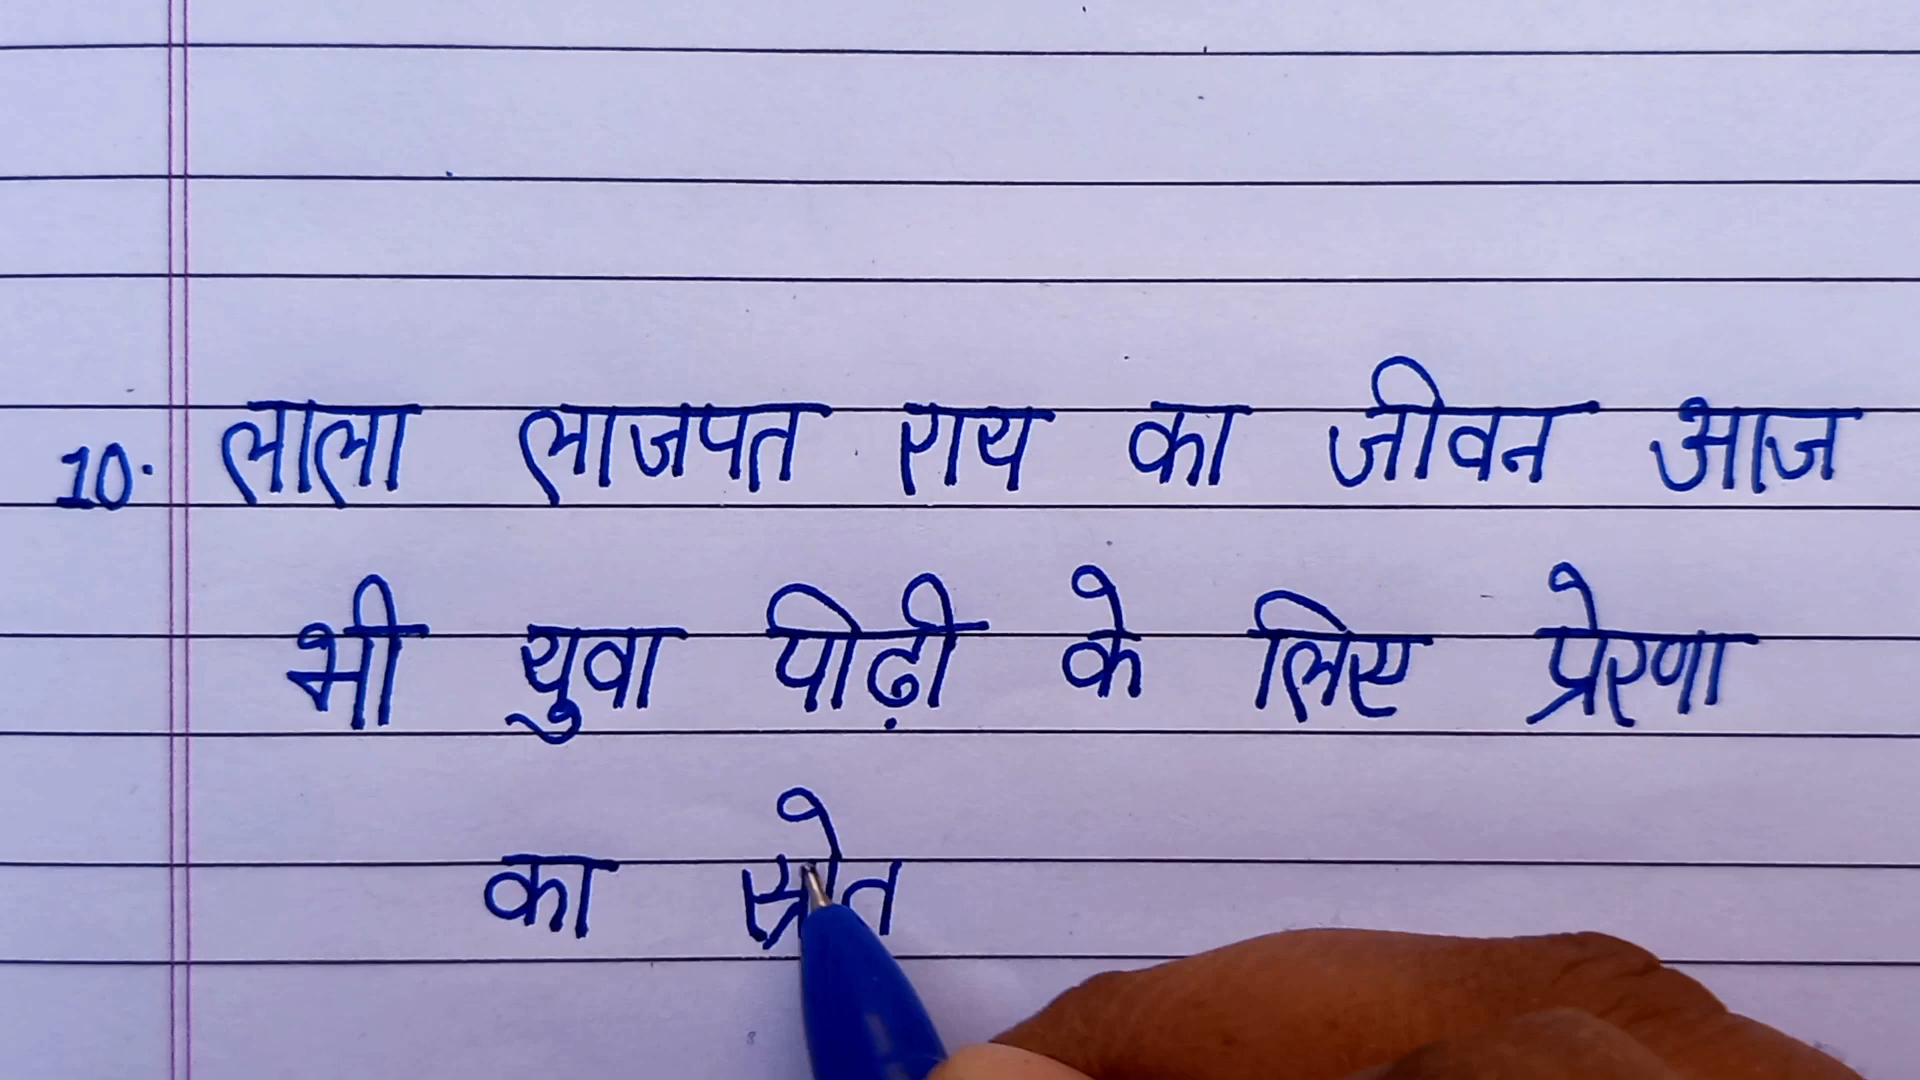 10. लाला लाजपत राय का जीवन आज
भी युवा पीढ़ी के लिए प्रेरणा
का स्रोत